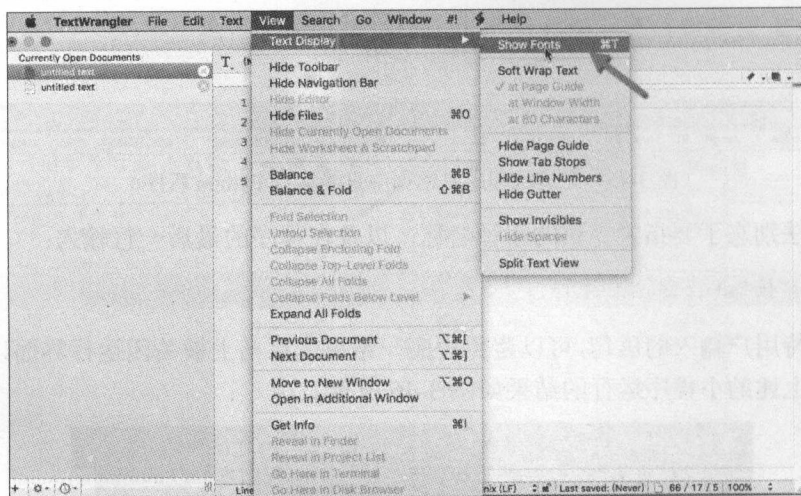 TextWrangler File Edit Text View Search Go Window #! Help
Currently Open Documents
untitled text
untitled text
T.
1
2
3
4
5
Text Display
Hide Toolbar
Hide Navigation Bar
Hide Editor
Hide Files ⌘0
Hide Currently Open Documents
Hide Worksheet & Scratchpad
Balance ⌘B
Balance & Fold ⇧⌘B
Fold Selection
Unfold Selection
Collapse Enclosing Fold
Collapse Top-Level Folds
Collapse All Folds
Collapse Folds Below Level
Expand All Folds
Previous Document ⌥⌘[
Next Document ⌥⌘]
Move to New Window ⌥⌘O
Open in Additional Window
Get Info ⌘I
Reveal in Finder
Reveal in Project List
Go Here in Terminal
Go Here in Disk Browser
Show Fonts ⌘T
Soft Wrap Text
✓ at Page Guide
at Window Width
at 80 Characters
Hide Page Guide
Show Tab Stops
Hide Line Numbers
Hide Gutter
Show Invisibles
Hide Spaces
Split Text View
Line
nix (LF) Last saved: (Never) 66 / 17 / 5 100%